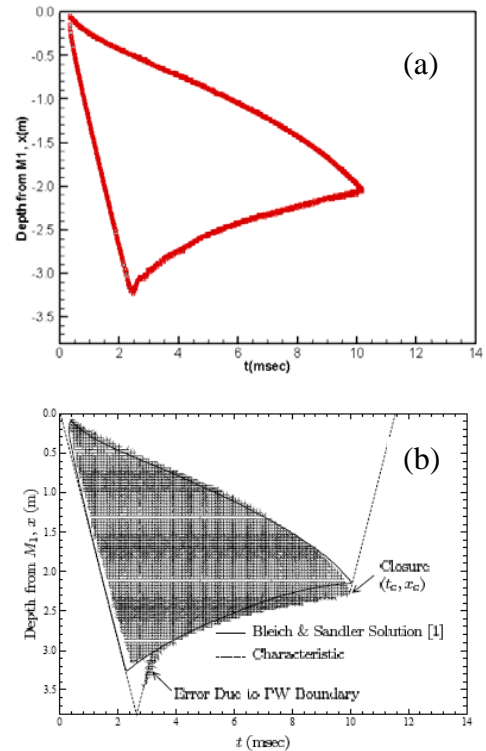 (a)
0.0
-0.5
-1.0
-1.5
-2.0
-2.5
-3.0
-3.5
Depth from M1, x(m)
0 2 4 6 8 10 12 14
t(msec)
(b)
0.0
0.5
1.0
1.5
2.0
2.5
3.0
3.5
Depth from M₁, x (m)
Closure
(t_c, x_c)
Bleich & Sandler Solution [1]
Characteristic
Error Due to PW Boundary
0 2 4 6 8 10 12 14
t (msec)